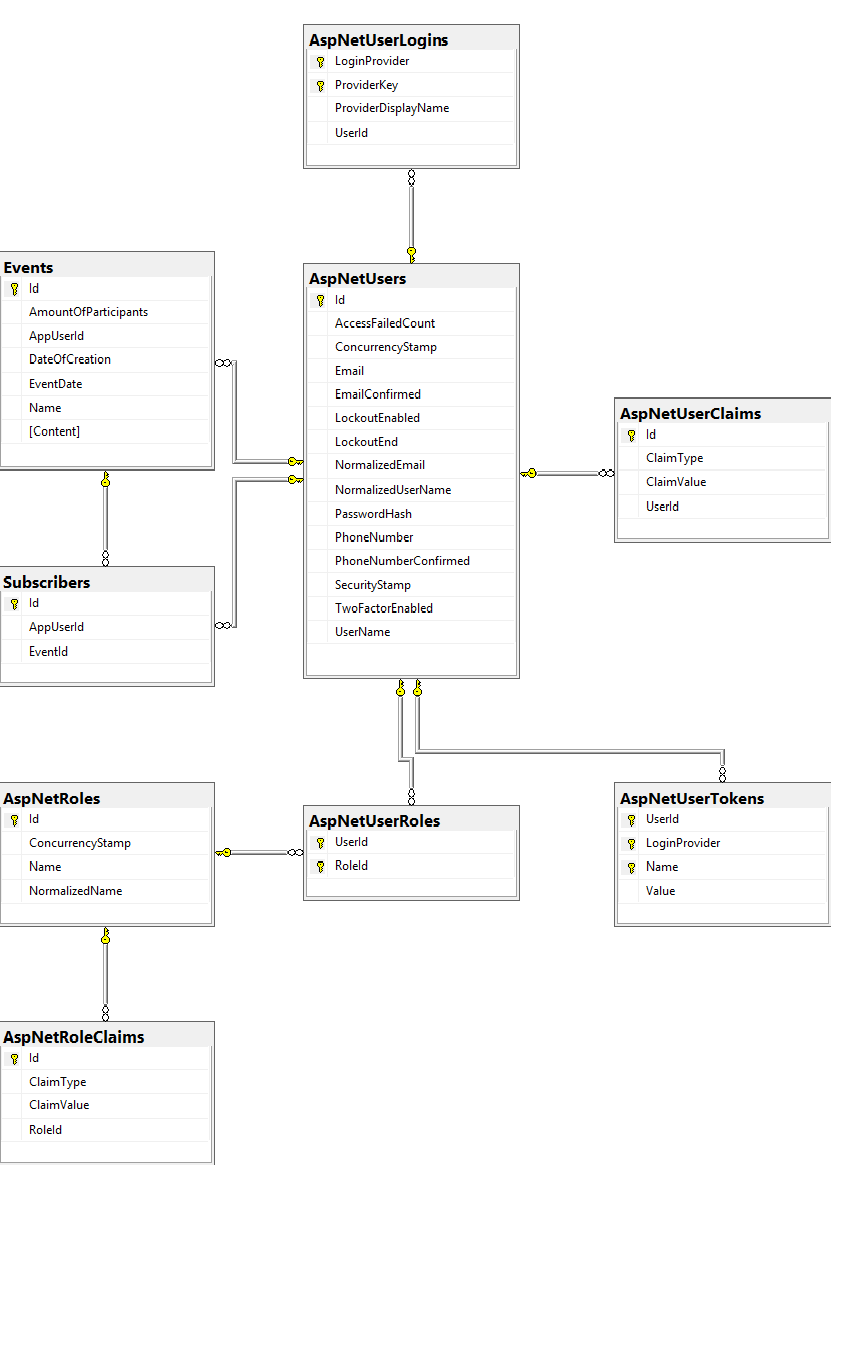 AspNetUserLogins
LoginProvider
ProviderKey
ProviderDisplayName
UserId
Events
Id
AmountOfParticipants
AppUserId
DateOfCreation
EventDate
Name
[Content]
AspNetUsers
Id
AccessFailedCount
ConcurrencyStamp
Email
EmailConfirmed
LockoutEnabled
LockoutEnd
NormalizedEmail
NormalizedUserName
PasswordHash
PhoneNumber
PhoneNumberConfirmed
SecurityStamp
TwoFactorEnabled
UserName
AspNetUserClaims
Id
ClaimType
ClaimValue
UserId
Subscribers
Id
AppUserId
EventId
AspNetRoles
Id
ConcurrencyStamp
Name
NormalizedName
AspNetUserRoles
UserId
RoleId
AspNetUserTokens
UserId
LoginProvider
Name
Value
AspNetRoleClaims
Id
ClaimType
ClaimValue
RoleId